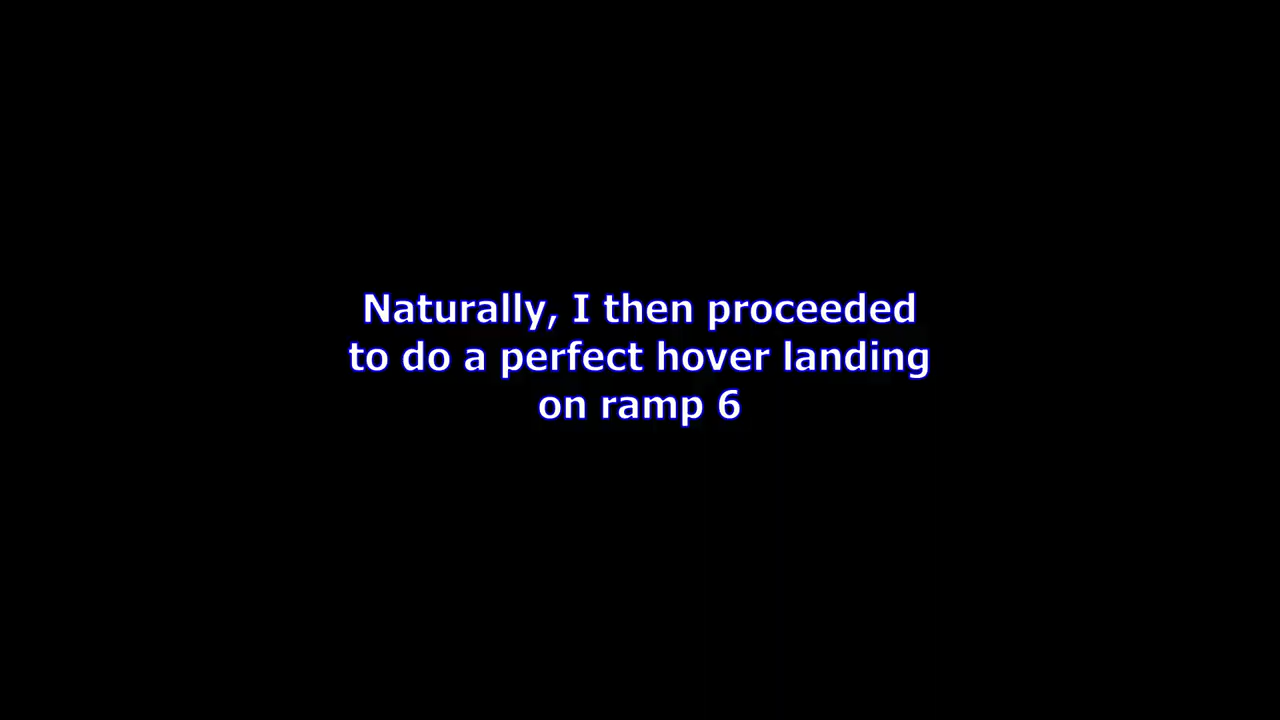 Naturally, I then proceeded
to do a perfect hover landing
on ramp 6